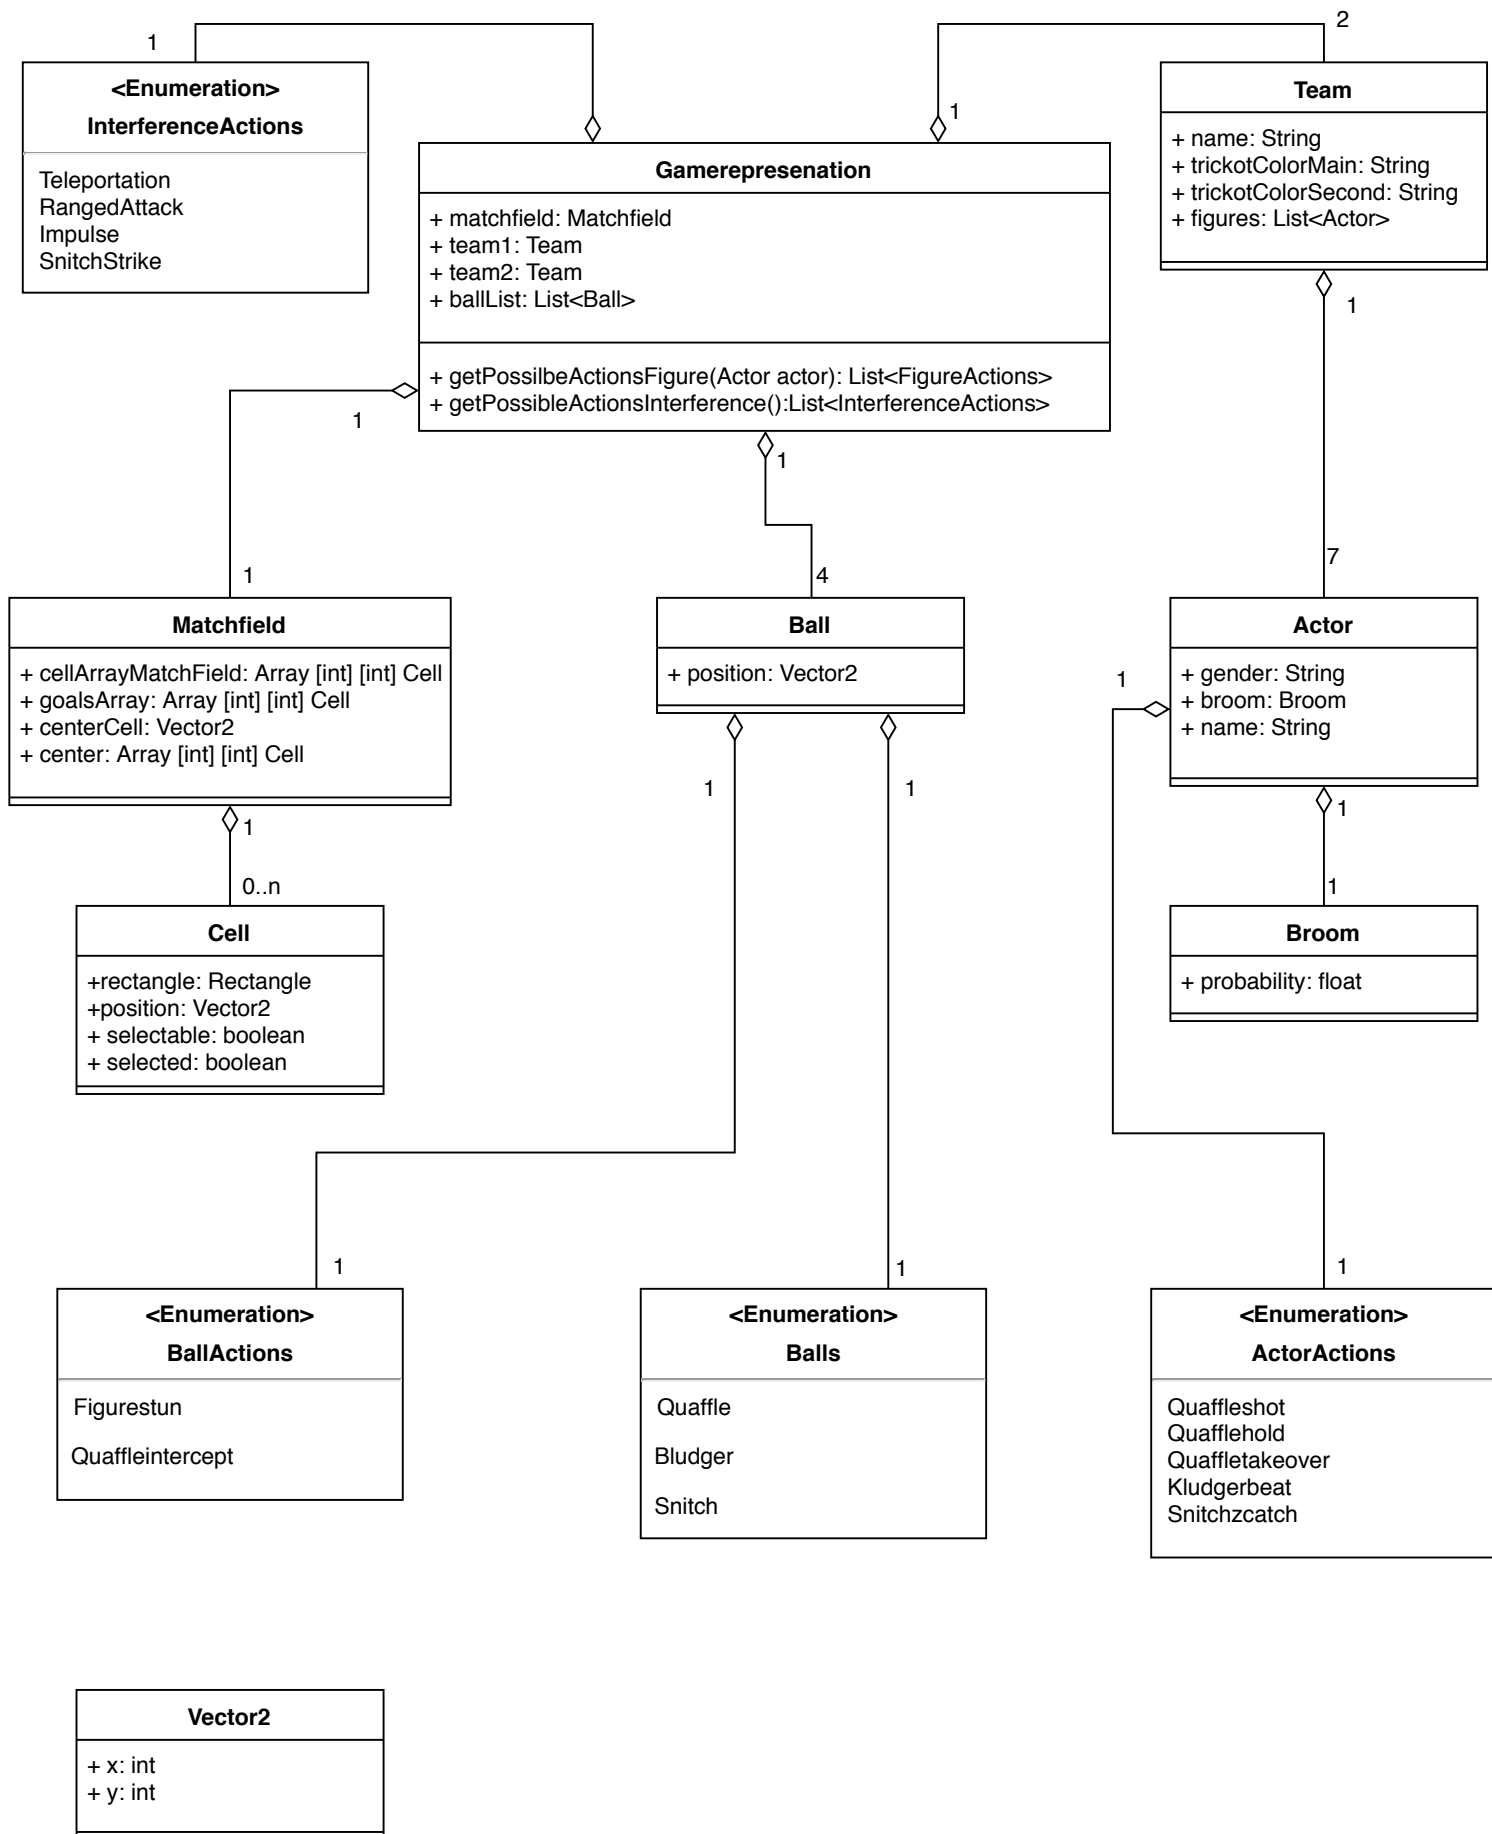 1
2
<Enumeration>
InterferenceActions
Teleportation
RangedAttack
Impulse
SnitchStrike
1
Gamerepresenation
+ matchfield: Matchfield
+ team1: Team
+ team2: Team
+ ballList: List<Ball>
+ getPossilbeActionsFigure(Actor actor): List<FigureActions>
+ getPossibleActionsInterference():List<InterferenceActions>
Team
+ name: String
+ trickotColorMain: String
+ trickotColorSecond: String
+ figures: List<Actor>
1
1
1
7
1
4
Matchfield
+ cellArrayMatchField: Array [int] [int] Cell
+ goalsArray: Array [int] [int] Cell
+ centerCell: Vector2
+ center: Array [int] [int] Cell
Ball
+ position: Vector2
Actor
+ gender: String
+ broom: Broom
+ name: String
1
1
1
1
1
0..n
1
Cell
+rectangle: Rectangle
+position: Vector2
+ selectable: boolean
+ selected: boolean
Broom
+ probability: float
1
1
1
<Enumeration>
BallActions
Figurestun
Quaffleintercept
<Enumeration>
Balls
Quaffle
Bludger
Snitch
<Enumeration>
ActorActions
Quaffleshot
Quafflehold
Quaffletakeover
Kludgerbeat
Snitchzcatch
Vector2
+ x: int
+ y: int